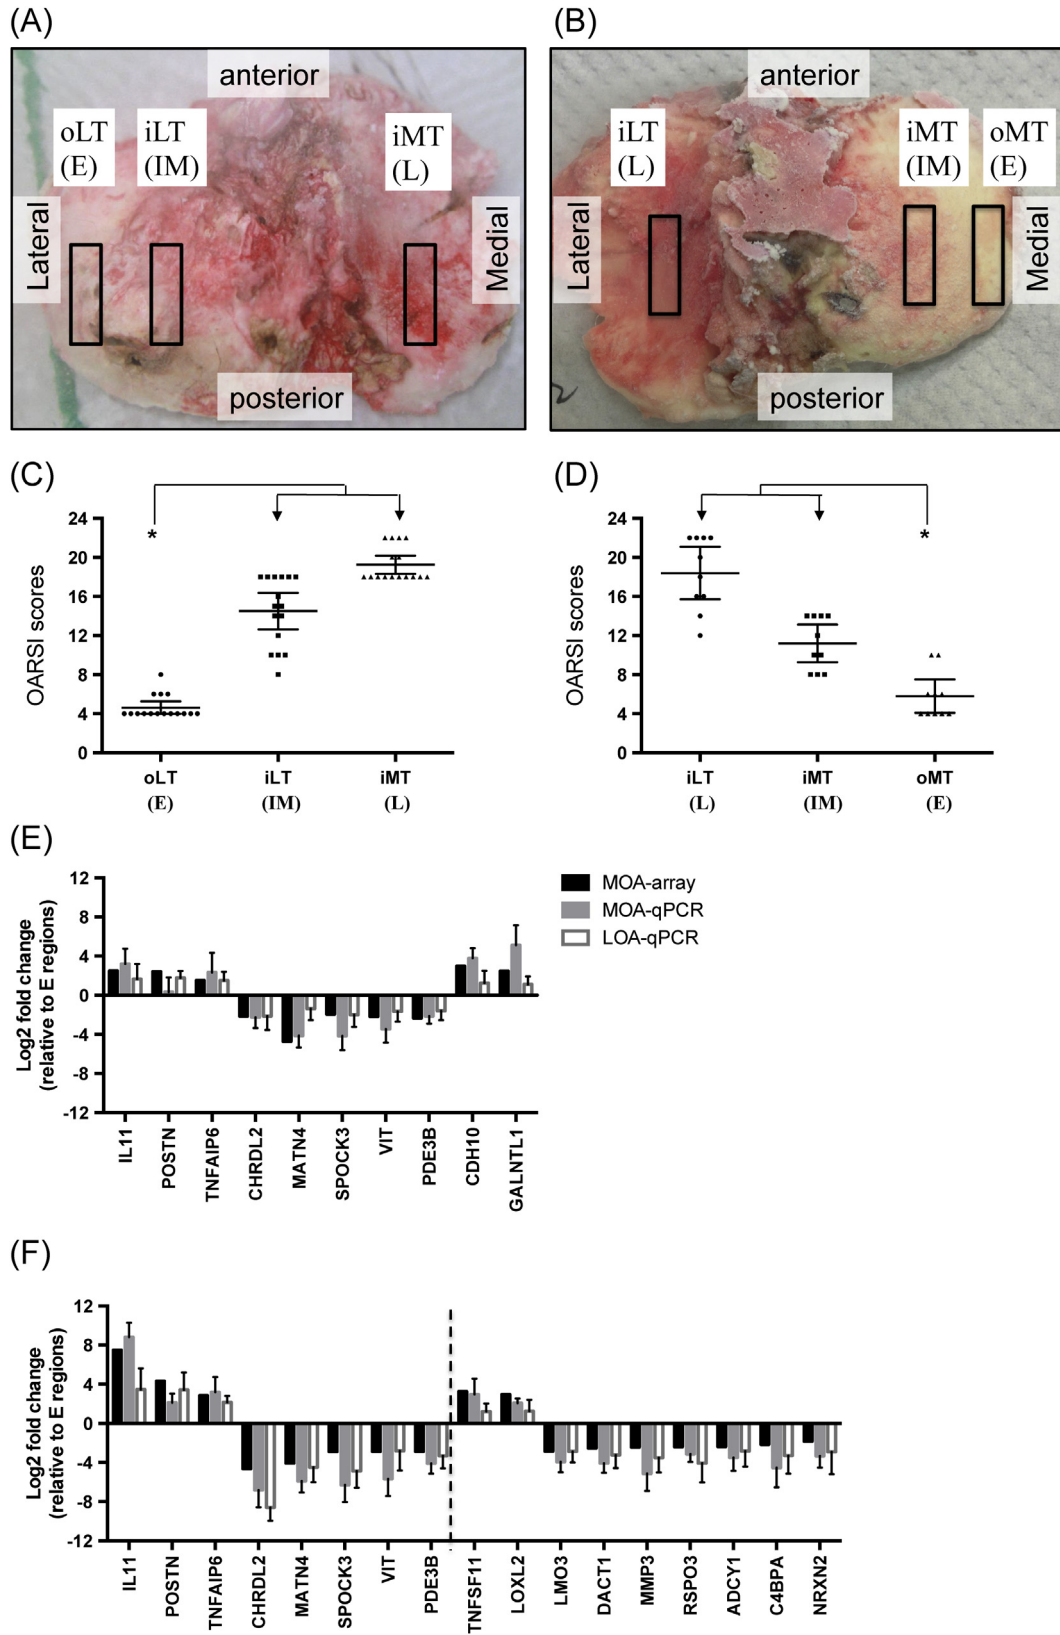 (A)
(B)
anterior
oLT
(E)
iLT
(IM)
iMT
(L)
Lateral
Medial
posterior
anterior
iLT
(L)
iMT
(IM)
oMT
(E)
Lateral
Medial
posterior
(C)
*
OARSI scores
24
20
16
12
8
4
0
oLT
(E)
iLT
(IM)
iMT
(L)
(D)
*
OARSI scores
24
20
16
12
8
4
0
iLT
(L)
iMT
(IM)
oMT
(E)
(E)
Log2 fold change
(relative to E regions)
12
8
4
0
-4
-8
-12
IL11
POSTN
TNFAIP6
CHRDL2
MATN4
SPOCK3
VIT
PDE3B
CDH10
GALNTL1
MOA-array
MOA-qPCR
LOA-qPCR
(F)
Log2 fold change
(relative to E regions)
12
8
4
0
-4
-8
-12
IL11
POSTN
TNFAIP6
CHRDL2
MATN4
SPOCK3
VIT
PDE3B
TNFSF11
LOXL2
LMO3
DACT1
MMP3
RSPO3
ADCY1
C4BPA
NRXN2